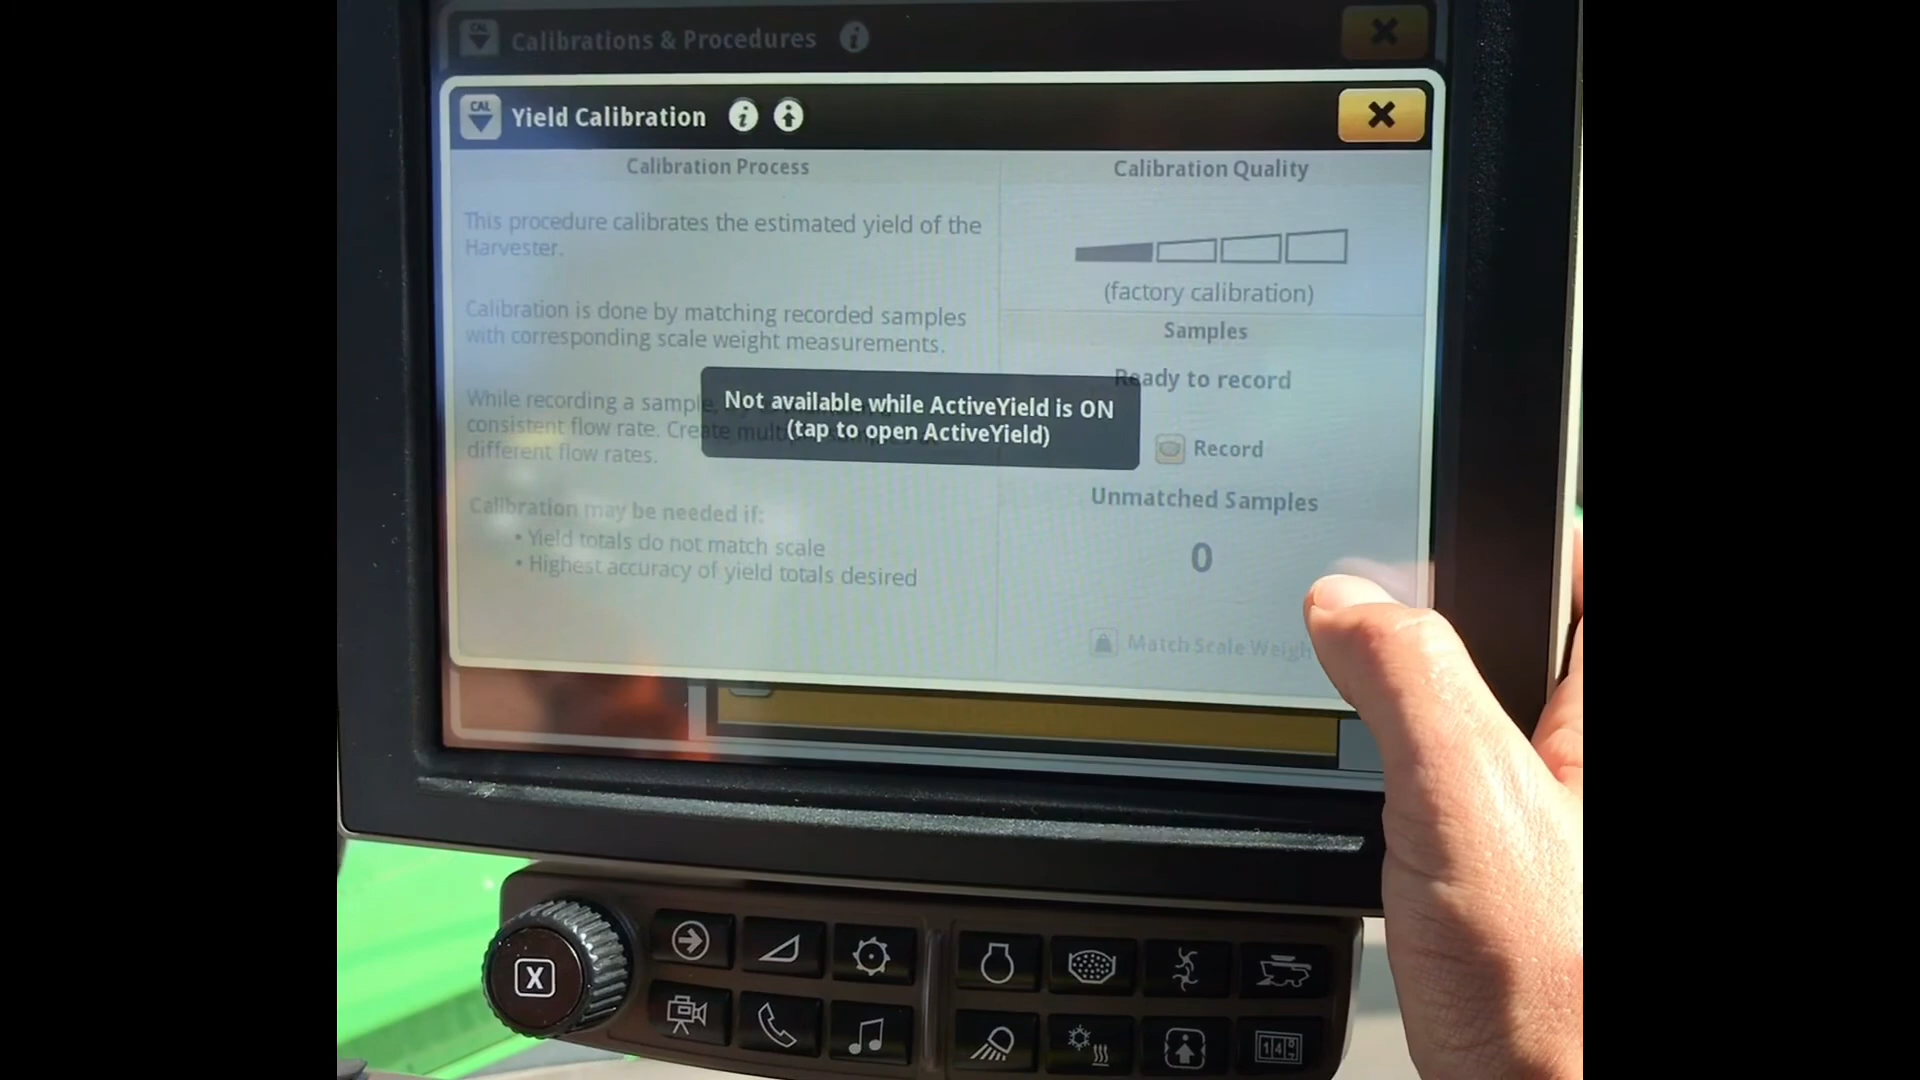 CAL
Calibrations & Procedures
CAL
Yield Calibration
Calibration Process
This procedure calibrates the estimated yield of the
Harvester.
Calibration is done by matching recorded samples
with corresponding scale weight measurements.
While recording a sample,
consistent flow rate. Create
different flow rates.
Calibration may be needed if:
• Yield totals do not match scale
• Highest accuracy of yield totals desired
Not available while ActiveYield is ON
(tap to open ActiveYield)
Calibration Quality
(factory calibration)
Samples
Ready to record
Record
Unmatched Samples
0
Match Scale Weigh
X